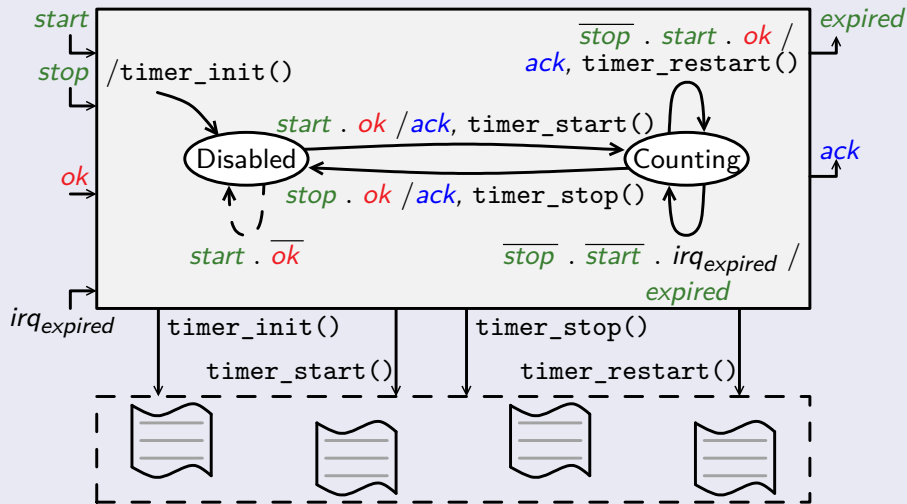 start
expired
stop . start . ok /
stop
/timer_init()
ack, timer_restart()
start . ok /ack, timer_start()
Disabled
Counting
ack
ok
stop . ok /ack, timer_stop()
start . ok
stop . start . irq_expired /
expired
irq_expired
timer_init()
timer_stop()
timer_start()
timer_restart()